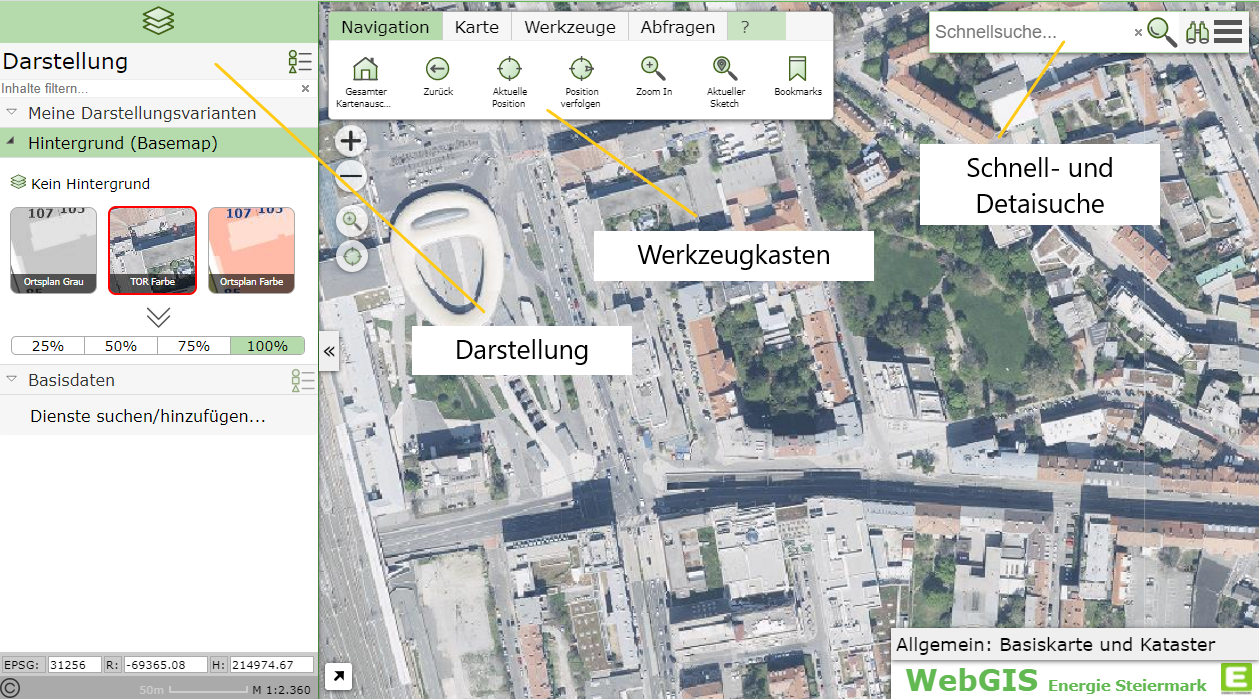 Darstellung
Inhalte filtern...
×
Meine Darstellungsvarianten
Hintergrund (Basemap)
Kein Hintergrund
107 105
Ortsplan Grau
TOR Farbe
107 105
Ortsplan Farbe
25% 50% 75% 100%
Basisdaten
Dienste suchen/hinzufügen...
EPSG: 31256 R: -69365.08 H: 214974.67
© 50m M 1:2.360
Navigation Karte Werkzeuge Abfragen ?
Gesamter
Kartenausc...
Zurück
Aktuelle
Position
Position
verfolgen
Zoom In
Aktueller
Sketch
Bookmarks
Schnellsuche... ×
+
−
«
Schnell- und
Detaisuche
Werkzeugkasten
Darstellung
Allgemein: Basiskarte und Kataster
WebGIS Energie Steiermark E